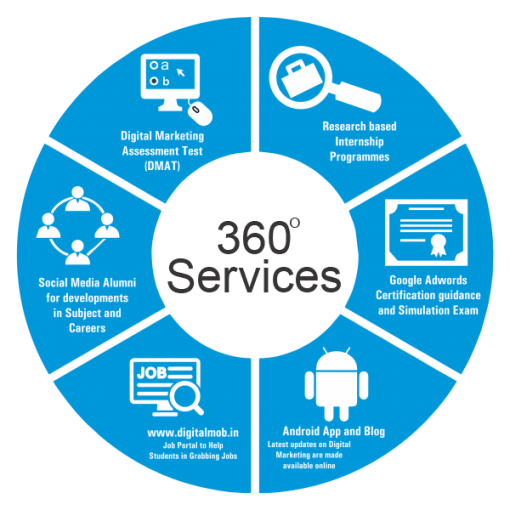 a
b
Digital Marketing
Assessment Test
(DMAT)
Research based
Internship
Programmes
Google Adwords
Certification guidance
and Simulation Exam
Android App and Blog
Latest updates on Digital
Marketing are made
available online
JOB
www.digitalmob.in
Job Portal to Help
Students in Grabbing Jobs
Social Media Alumni
for developments
in Subject and
Careers
360°
Services